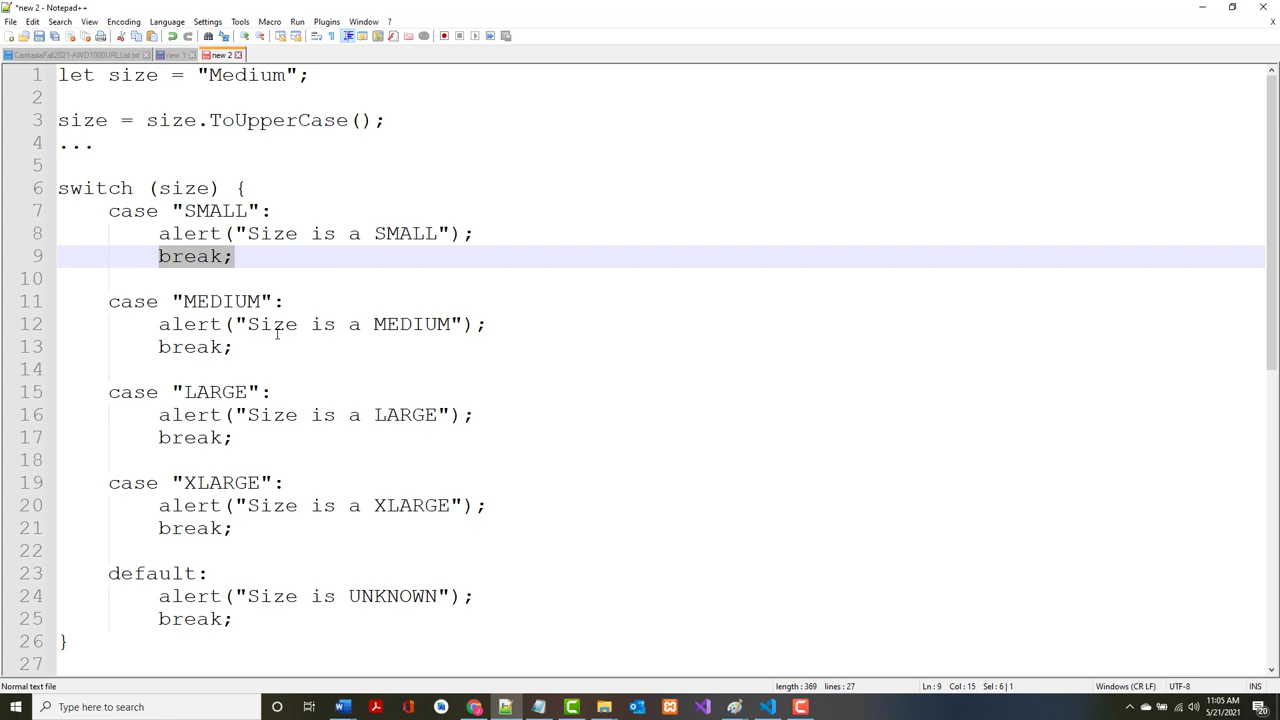 *new 2 - Notepad++
File Edit Search View Encoding Language Settings Tools Macro Run Plugins Window ?
CamtasiaFall2021-AWD1000URLList.txt new 1 new 2
1 let size = "Medium";
2
3 size = size.ToUpperCase();
4 ...
5
6 switch (size) {
7 case "SMALL":
8 alert("Size is a SMALL");
9 break;
10
11 case "MEDIUM":
12 alert("Size is a MEDIUM");
13 break;
14
15 case "LARGE":
16 alert("Size is a LARGE");
17 break;
18
19 case "XLARGE":
20 alert("Size is a XLARGE");
21 break;
22
23 default:
24 alert("Size is UNKNOWN");
25 break;
26 }
27
Normal text file length : 369 lines : 27 Ln : 9 Col : 15 Sel : 6 | 1 Windows (CR LF) UTF-8 INS
Type here to search
11:05 AM
5/21/2021